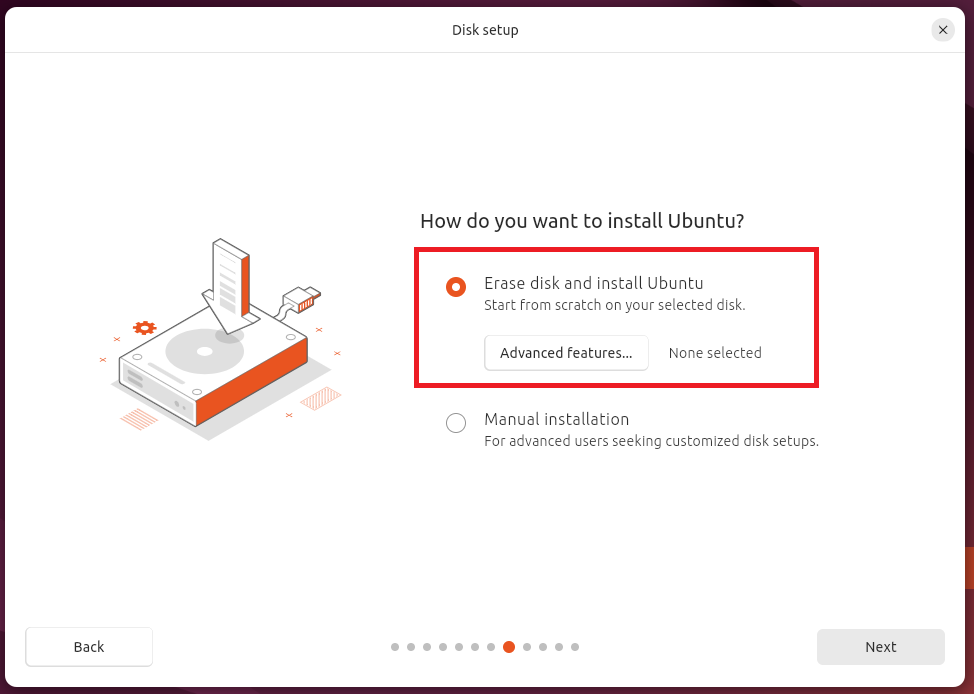 Disk setup
How do you want to install Ubuntu?
Erase disk and install Ubuntu
Start from scratch on your selected disk.
Advanced features... None selected
Manual installation
For advanced users seeking customized disk setups.
Back Next